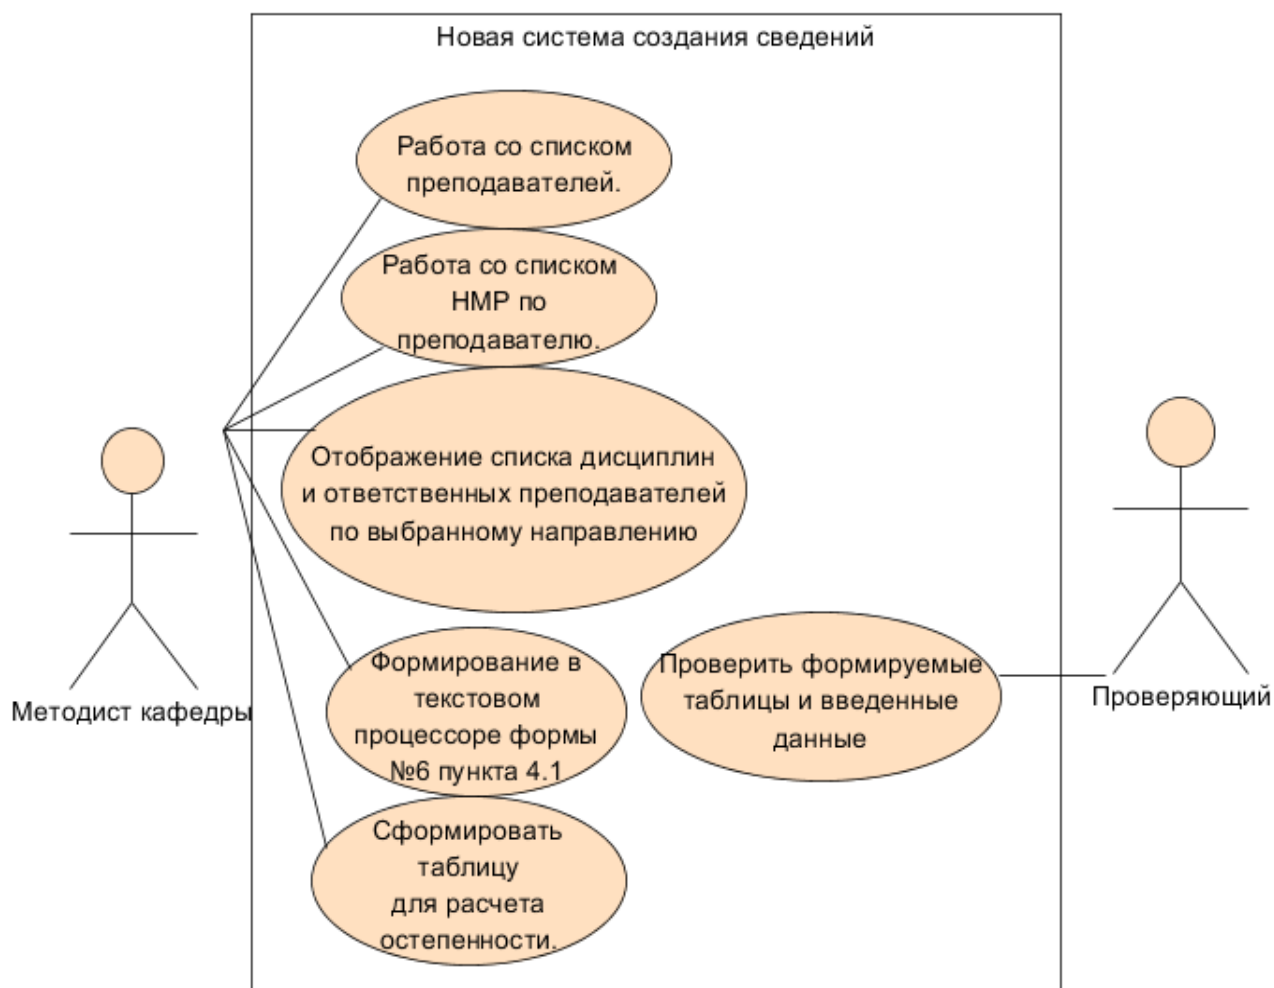 Новая система создания сведений
Работа со списком
преподавателей.
Работа со списком
НМР по
преподавателю.
Отображение списка дисциплин
и ответственных преподавателей
по выбранному направлению
Формирование в
текстовом
процессоре формы
№6 пункта 4.1
Проверить формируемые
таблицы и введенные
данные
Методист кафедры
Проверяющий
Сформировать
таблицу
для расчета
остепенности.